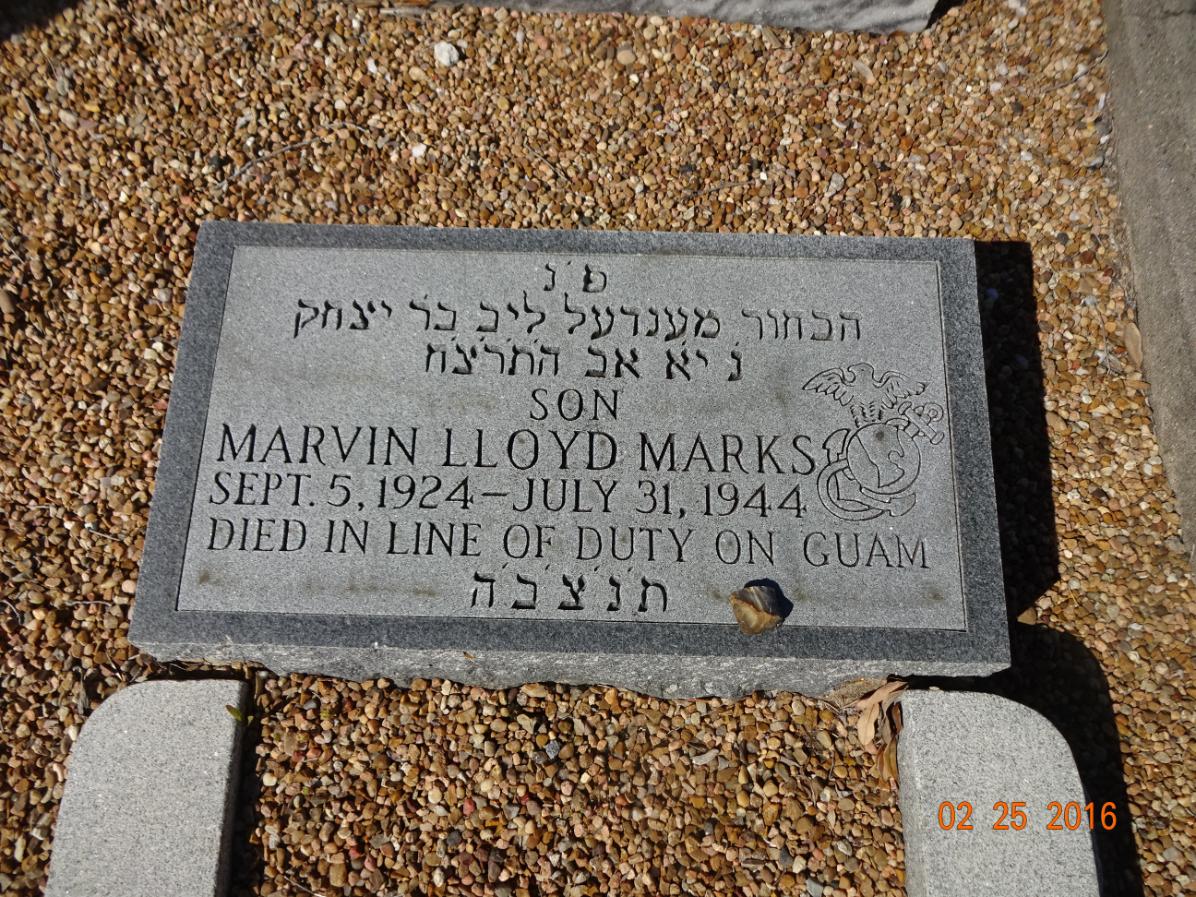 פ'נ
הבחור מענדעל ליב בר יצחק
נ' יא' אב ה'ת'ר'צ'ח
SON
MARVIN LLOYD MARKS
SEPT. 5, 1924 – JULY 31, 1944
DIED IN LINE OF DUTY ON GUAM
ת'נ'צ'ב'ה
02 25 2016